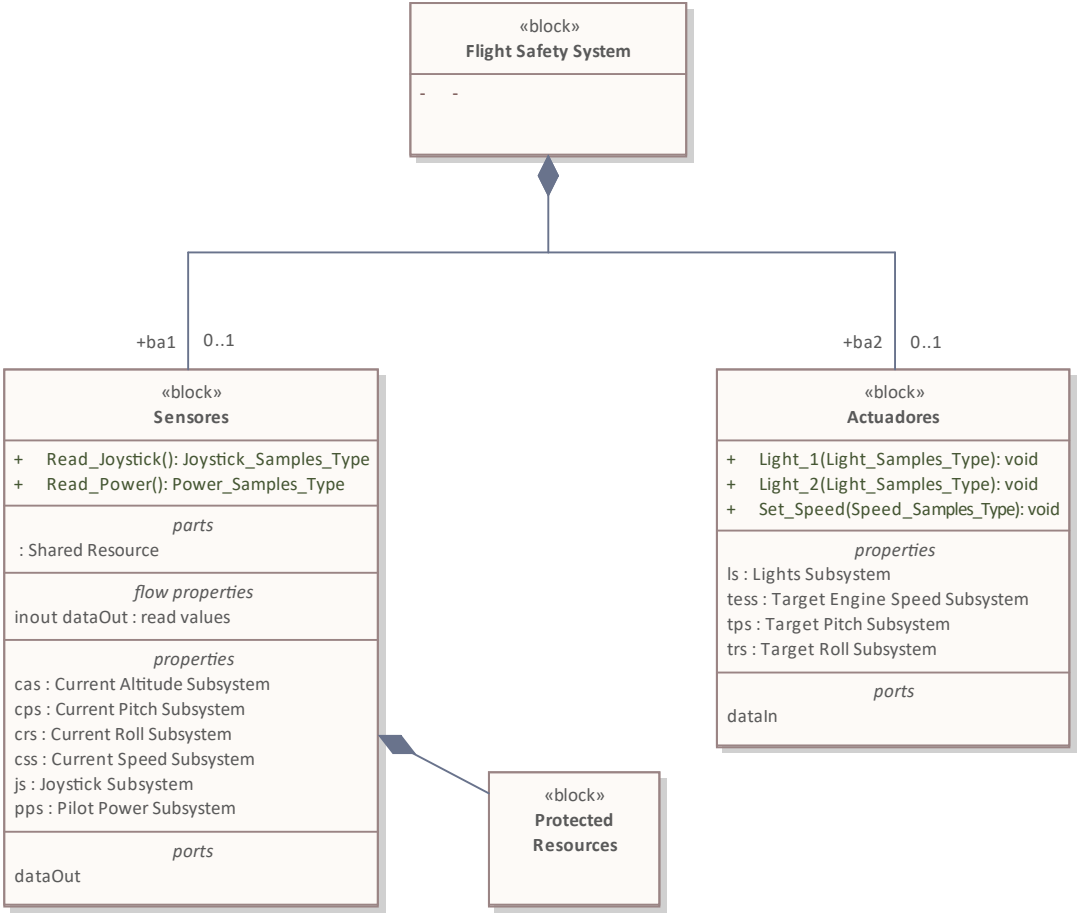 «block»
Flight Safety System
- -
+ba1 0..1
+ba2 0..1
«block»
Sensores
+ Read_Joystick(): Joystick_Samples_Type
+ Read_Power(): Power_Samples_Type
parts
: Shared Resource
flow properties
inout dataOut : read values
properties
cas : Current Altitude Subsystem
cps : Current Pitch Subsystem
crs : Current Roll Subsystem
css : Current Speed Subsystem
js : Joystick Subsystem
pps : Pilot Power Subsystem
ports
dataOut
«block»
Actuadores
+ Light_1(Light_Samples_Type): void
+ Light_2(Light_Samples_Type): void
+ Set_Speed(Speed_Samples_Type): void
properties
ls : Lights Subsystem
tess : Target Engine Speed Subsystem
tps : Target Pitch Subsystem
trs : Target Roll Subsystem
ports
dataIn
«block»
Protected
Resources